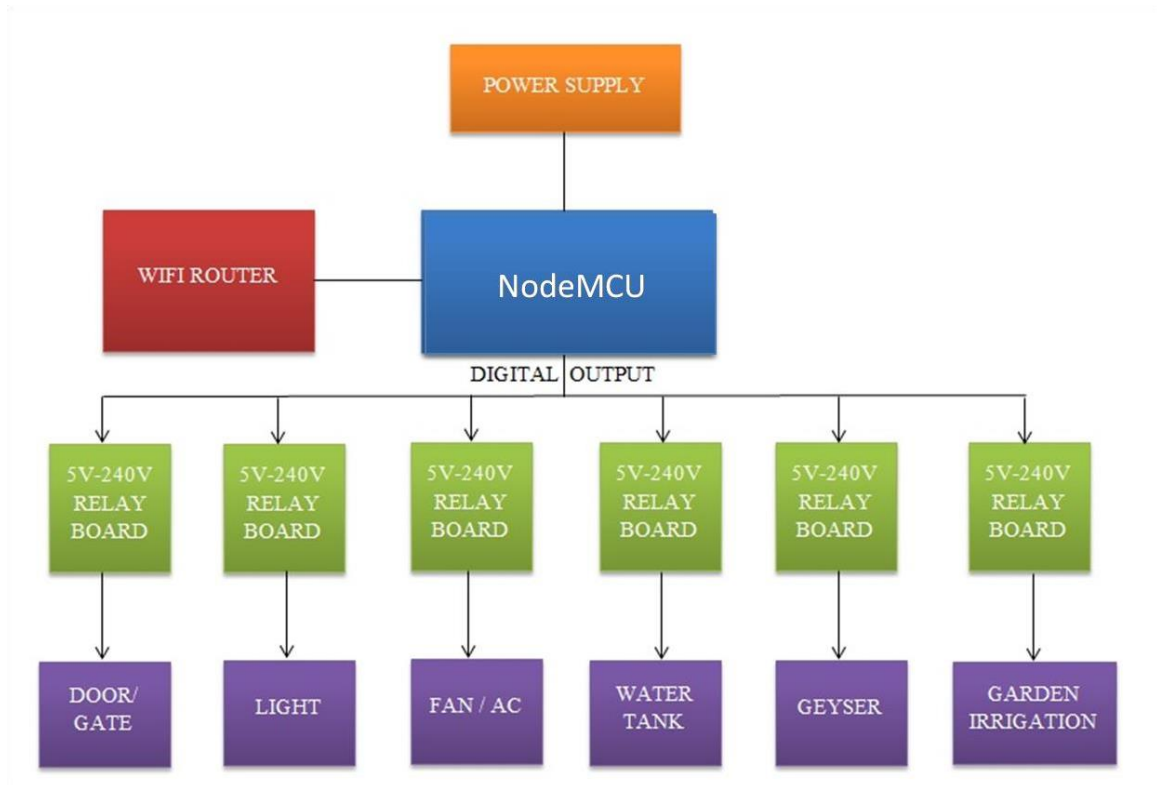 POWER SUPPLY
WIFI ROUTER
NodeMCU
DIGITAL OUTPUT
5V-240V
RELAY
BOARD
5V-240V
RELAY
BOARD
5V-240V
RELAY
BOARD
5V-240V
RELAY
BOARD
5V-240V
RELAY
BOARD
5V-240V
RELAY
BOARD
DOOR/
GATE
LIGHT
FAN / AC
WATER
TANK
GEYSER
GARDEN
IRRIGATION